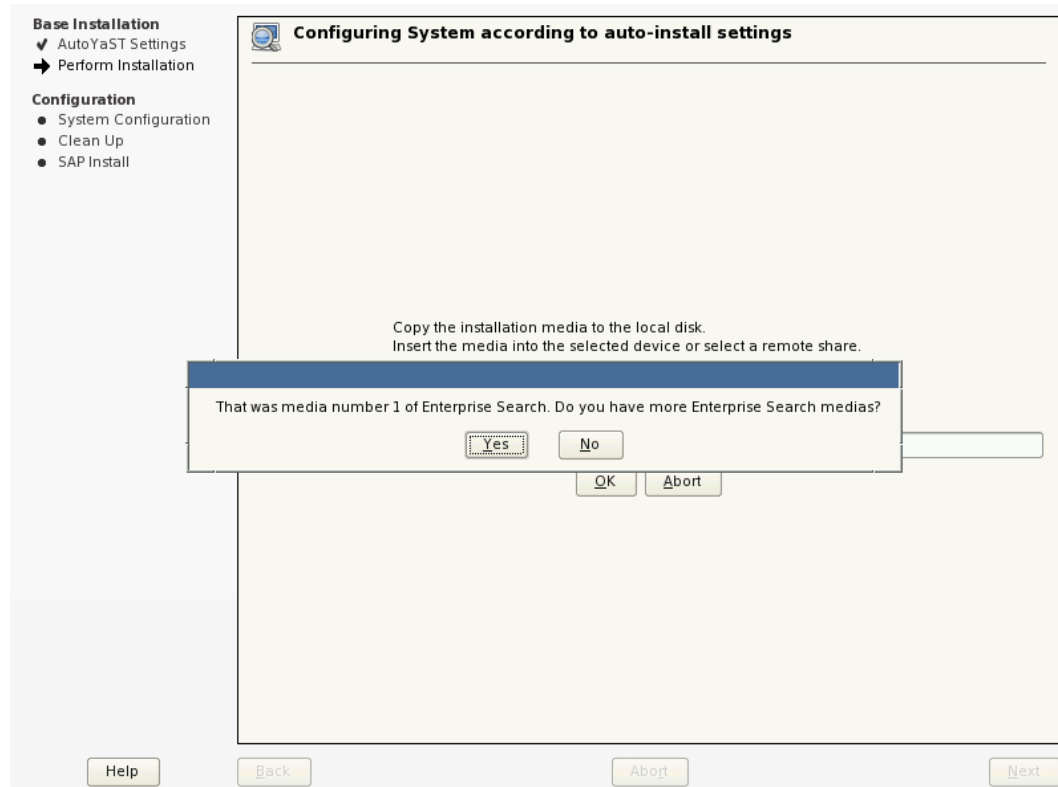 Base Installation
AutoYaST Settings
Perform Installation
Configuration
System Configuration
Clean Up
SAP Install
Configuring System according to auto-install settings
Copy the installation media to the local disk.
Insert the media into the selected device or select a remote share.
That was media number 1 of Enterprise Search. Do you have more Enterprise Search medias?
Yes No
OK Abort
Help Back Abort Next